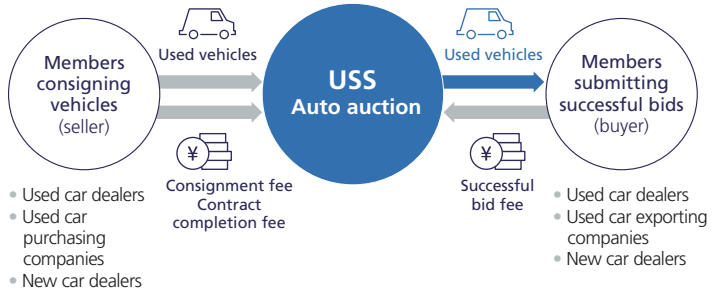 Members
consigning
vehicles
(seller)
Used vehicles
USS
Auto auction
Used vehicles
Members
submitting
successful bids
(buyer)
¥
Consignment fee
Contract
completion fee
¥
Successful
bid fee
• Used car dealers
• Used car
purchasing
companies
• New car dealers
• Used car dealers
• Used car exporting
companies
• New car dealers